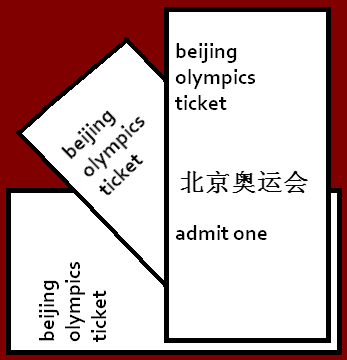 beijing
olympics
ticket
北京奥运会
admit one
beijing
olympics
ticket
beijing
olympics
ticket